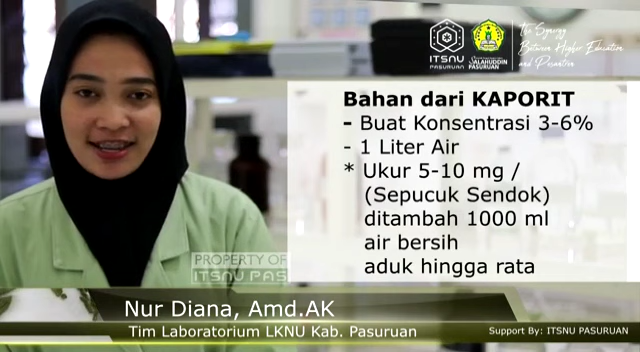 ITSNU
PASURUAN
SALAHUDDIN
PASURUAN
The Synergy
Between Higher Education
and Pesantren
Bahan dari KAPORIT
- Buat Konsentrasi 3-6%
- 1 Liter Air
* Ukur 5-10 mg /
(Sepucuk Sendok)
ditambah 1000 ml
air bersih
aduk hingga rata
PROPERTY OF
ITSNU PAS
Nur Diana, Amd.AK
Tim Laboratorium LKNU Kab. Pasuruan
Support By: ITSNU PASURUAN